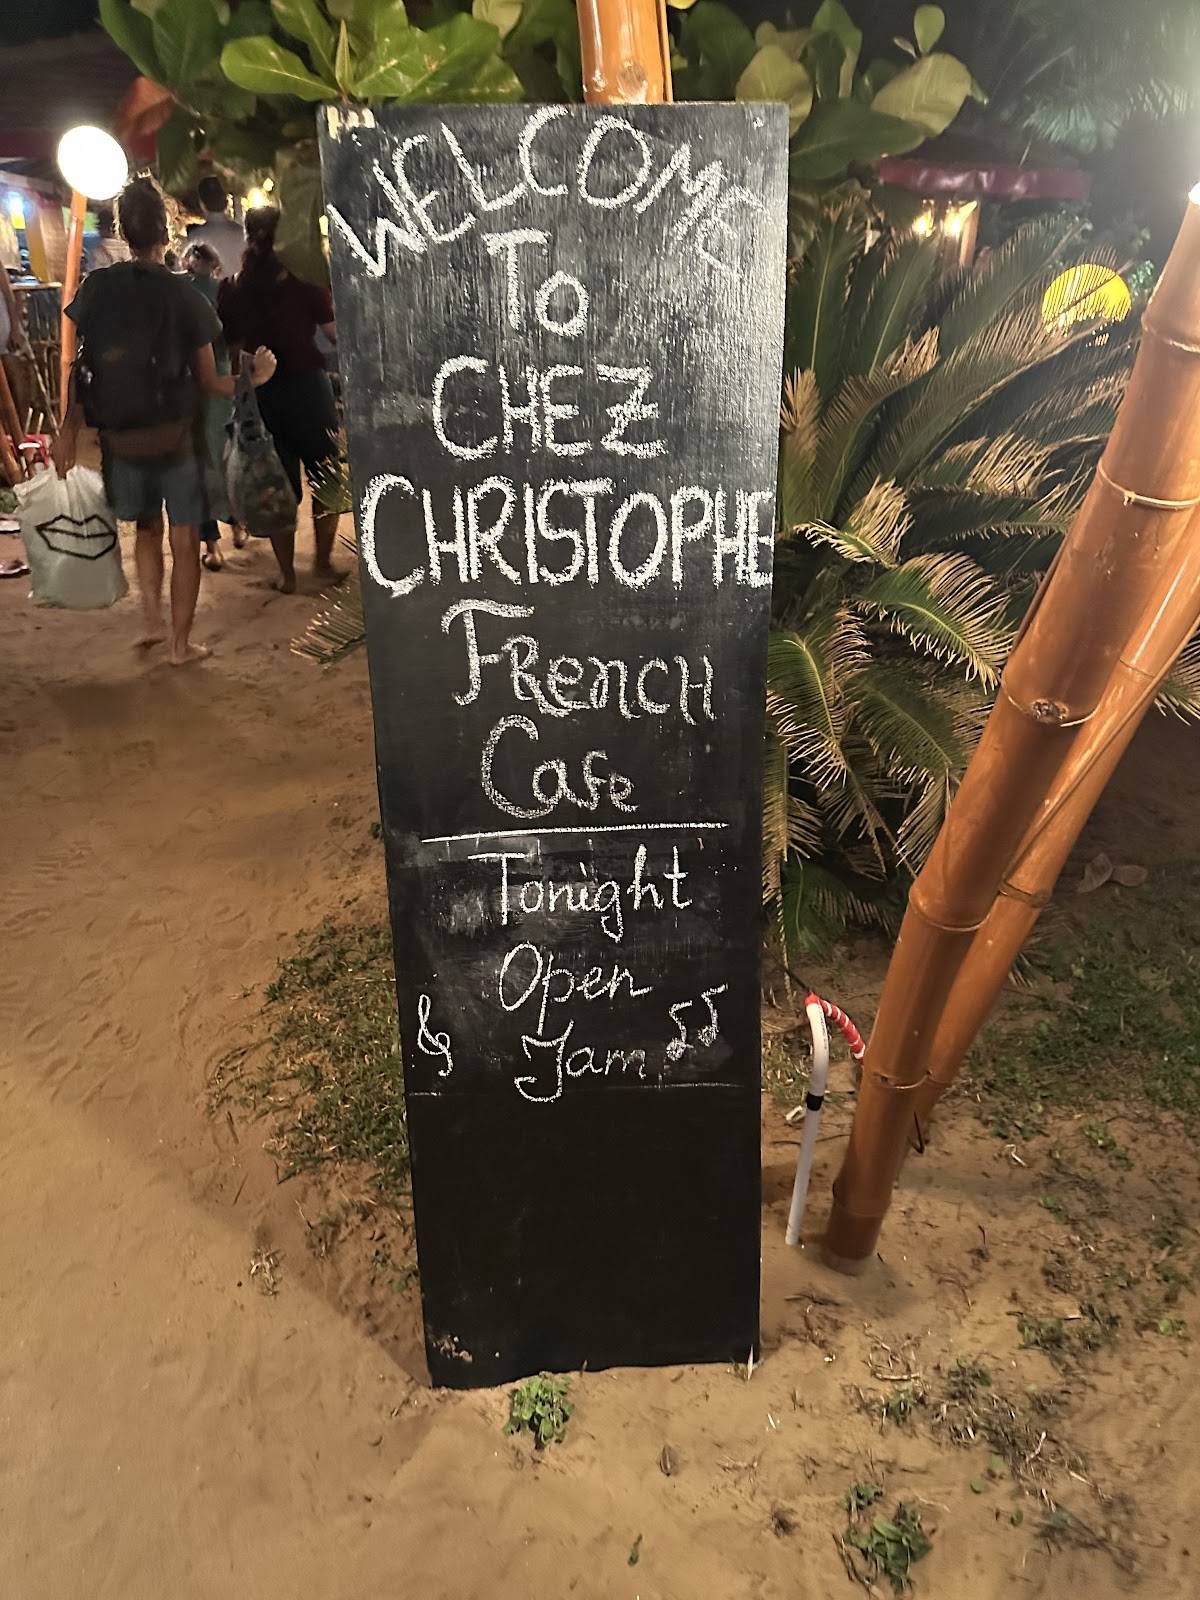 WELCOME
To
CHEZ
CHRISTOPHE
FRencH
Cafe
Tonight
Open
Jam